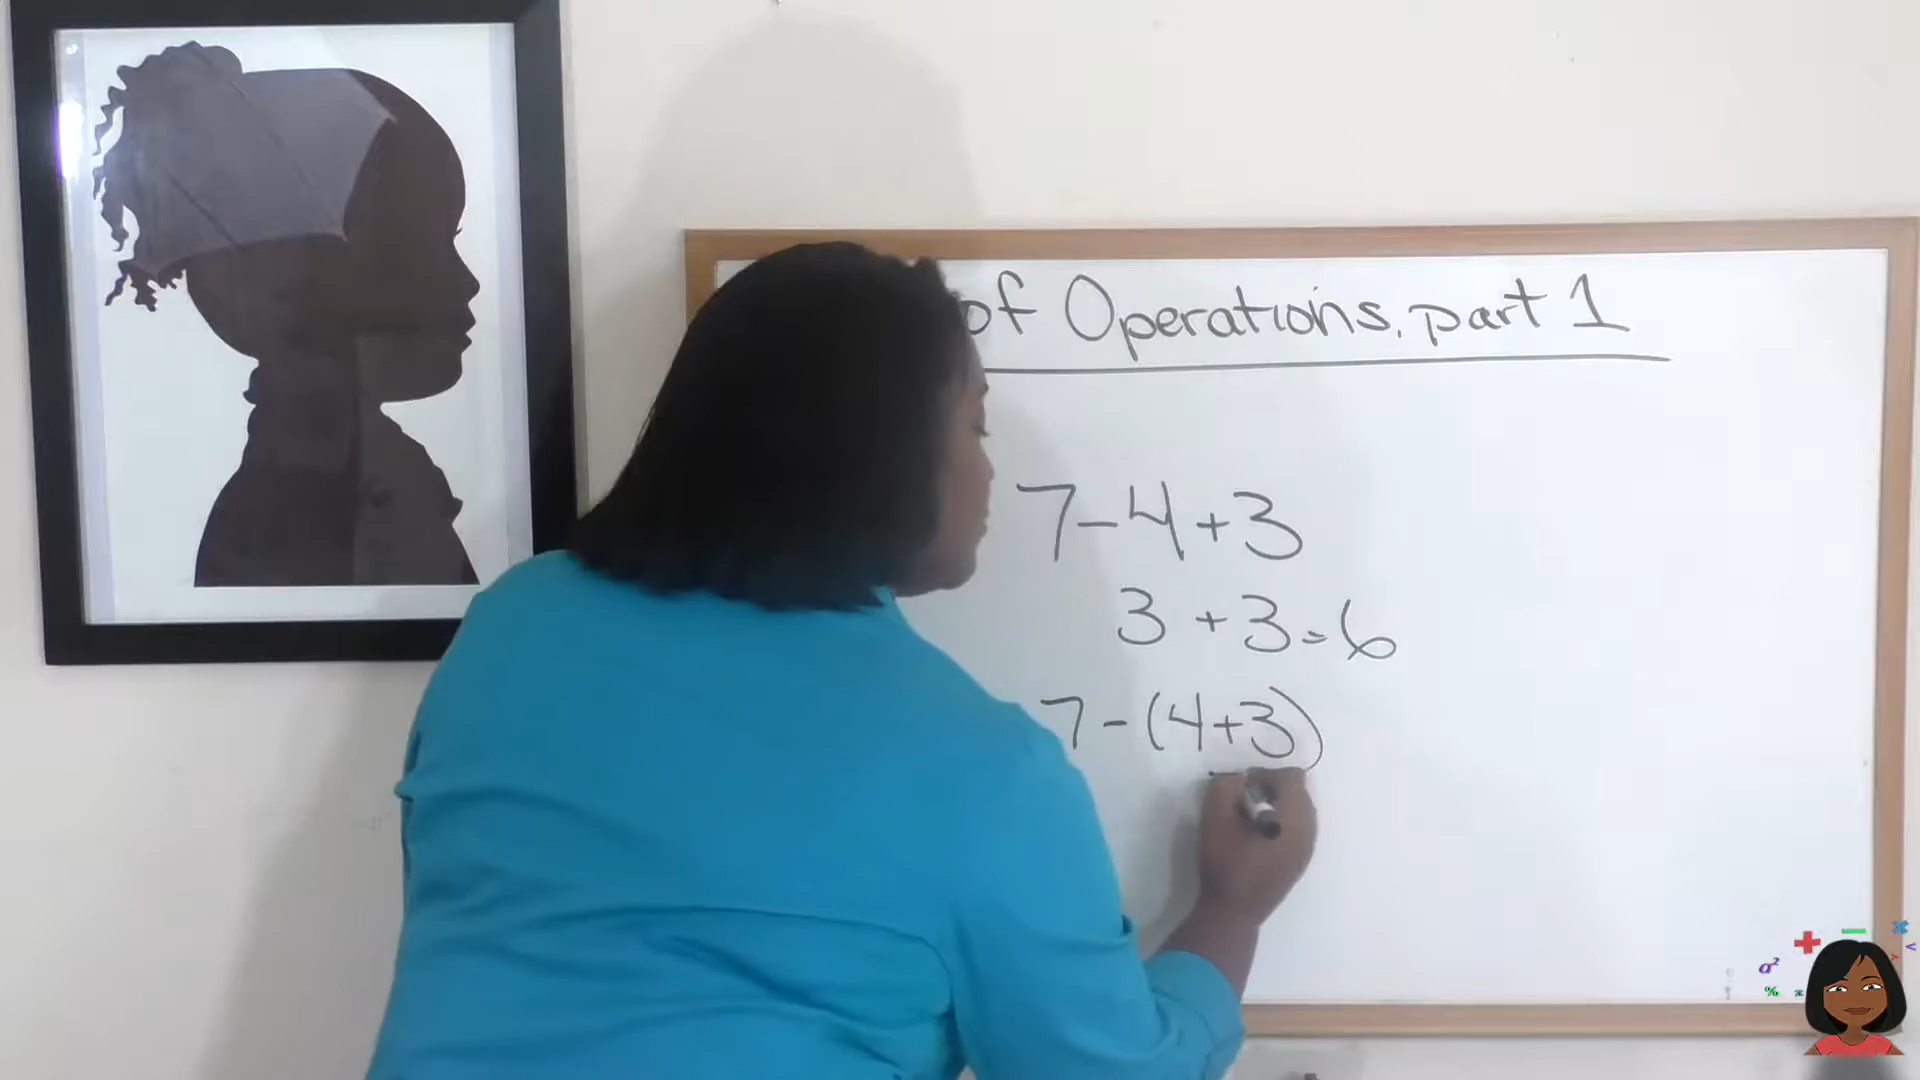 of Operations, part 1
7-4+3
3 +3=6
7-(4+3)